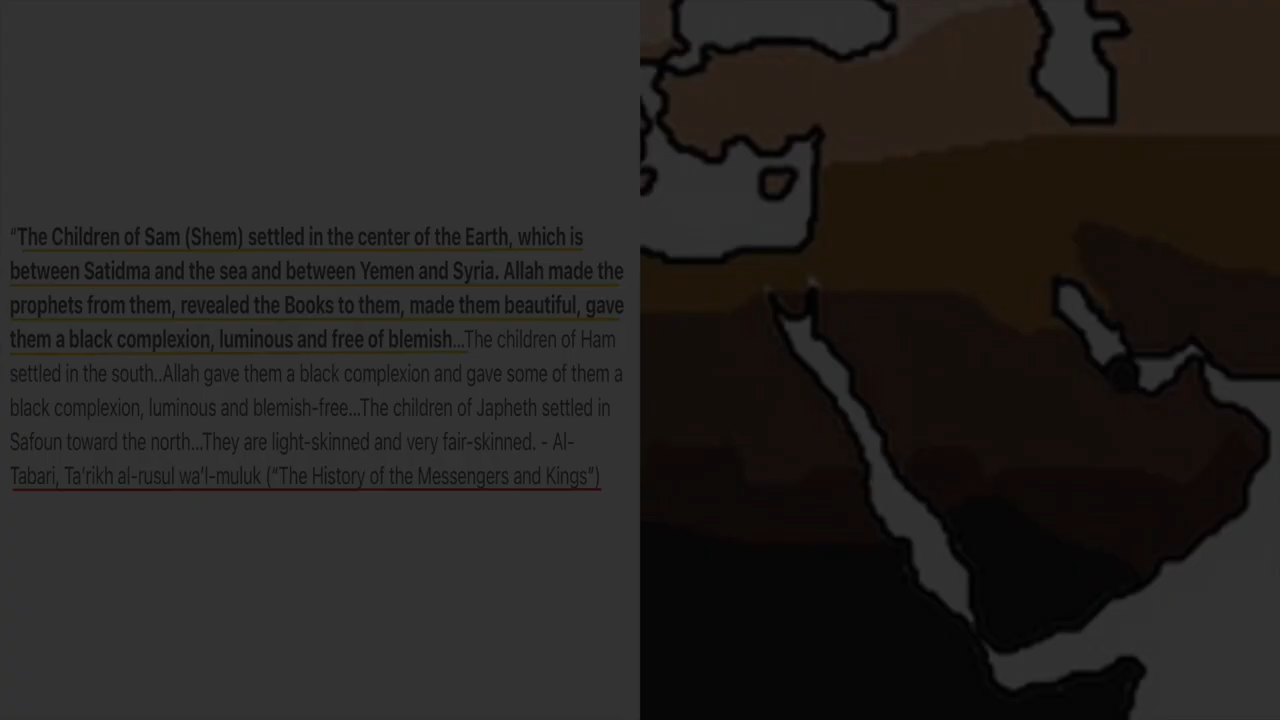 “The Children of Sam (Shem) settled in the center of the Earth, which is
between Satidma and the sea and between Yemen and Syria. Allah made the
prophets from them, revealed the Books to them, made them beautiful, gave
them a black complexion, luminous and free of blemish...The children of Ham
settled in the south..Allah gave them a black complexion and gave some of them a
black complexion, luminous and blemish-free...The children of Japheth settled in
Safoun toward the north...They are light-skinned and very fair-skinned. - Al-
Tabari, Ta’rikh al-rusul wa’l-muluk (“The History of the Messengers and Kings”)